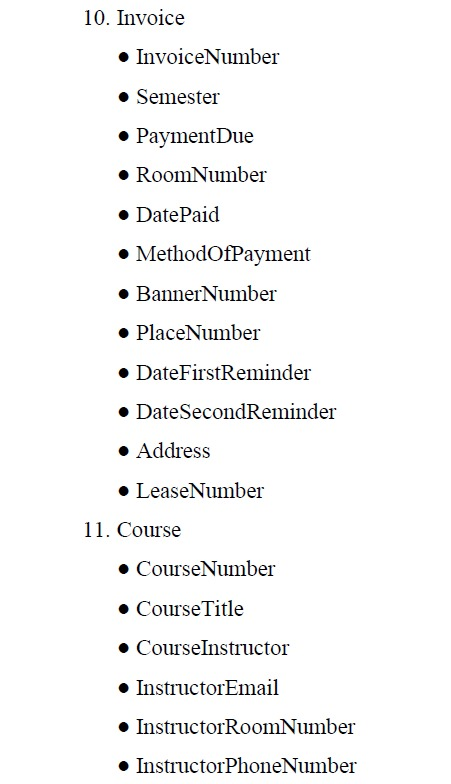 10. Invoice
● InvoiceNumber
● Semester
● PaymentDue
● RoomNumber
● DatePaid
● MethodOfPayment
● BannerNumber
● PlaceNumber
● DateFirstReminder
● DateSecondReminder
● Address
● LeaseNumber
11. Course
● CourseNumber
● CourseTitle
● CourseInstructor
● InstructorEmail
● InstructorRoomNumber
● InstructorPhoneNumber